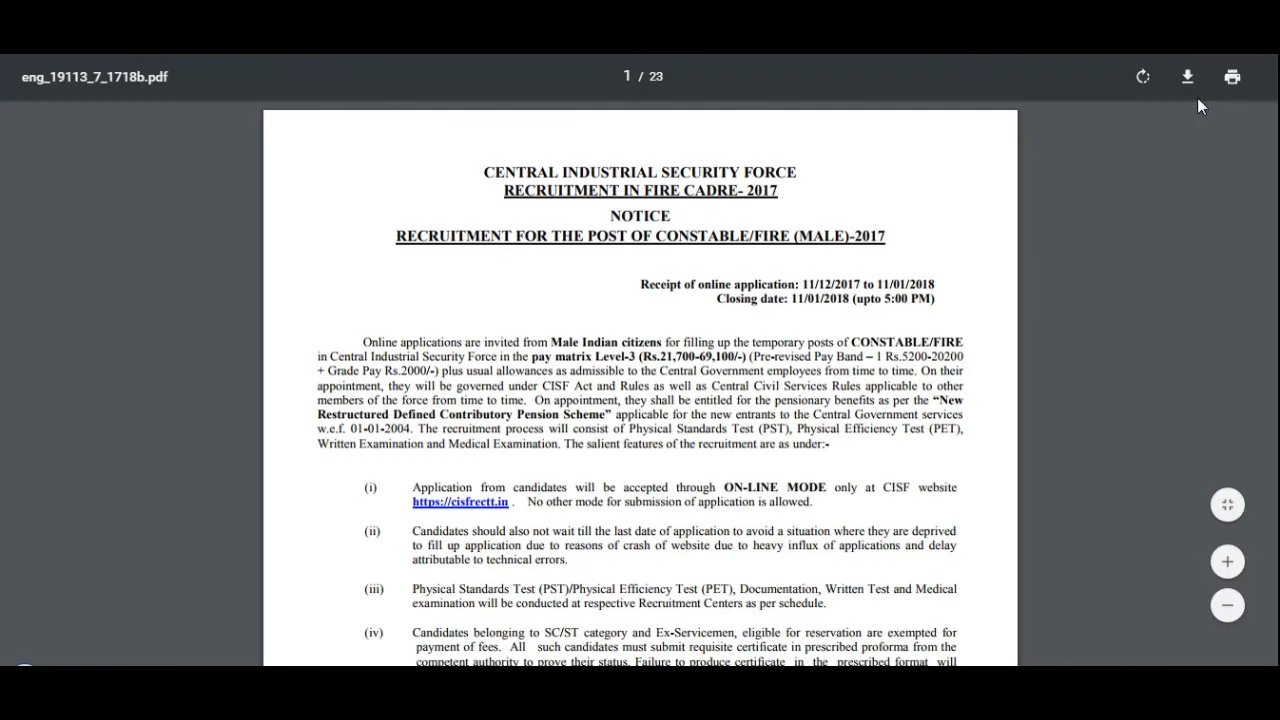 eng_19113_7_1718b.pdf
1 / 23
CENTRAL INDUSTRIAL SECURITY FORCE
RECRUITMENT IN FIRE CADRE- 2017
NOTICE
RECRUITMENT FOR THE POST OF CONSTABLE/FIRE (MALE)-2017
Receipt of online application: 11/12/2017 to 11/01/2018
Closing date: 11/01/2018 (upto 5:00 PM)
Online applications are invited from Male Indian citizens for filling up the temporary posts of CONSTABLE/FIRE
in Central Industrial Security Force in the pay matrix Level-3 (Rs.21,700-69,100/-) (Pre-revised Pay Band – 1 Rs.5200-20200
+ Grade Pay Rs.2000/-) plus usual allowances as admissible to the Central Government employees from time to time. On their
appointment, they will be governed under CISF Act and Rules as well as Central Civil Services Rules applicable to other
members of the force from time to time. On appointment, they shall be entitled for the pensionary benefits as per the “New
Restructured Defined Contributory Pension Scheme” applicable for the new entrants to the Central Government services
w.e.f. 01-01-2004. The recruitment process will consist of Physical Standards Test (PST), Physical Efficiency Test (PET),
Written Examination and Medical Examination. The salient features of the recruitment are as under:-
(i) Application from candidates will be accepted through ON-LINE MODE only at CISF website
https://cisfrectt.in . No other mode for submission of application is allowed.
(ii) Candidates should also not wait till the last date of application to avoid a situation where they are deprived
to fill up application due to reasons of crash of website due to heavy influx of applications and delay
attributable to technical errors.
(iii) Physical Standards Test (PST)/Physical Efficiency Test (PET), Documentation, Written Test and Medical
examination will be conducted at respective Recruitment Centers as per schedule.
(iv) Candidates belonging to SC/ST category and Ex-Servicemen, eligible for reservation are exempted for
payment of fees. All such candidates must submit requisite certificate in prescribed proforma from the
competent authority to prove their status. Failure to produce certificate in the prescribed format will